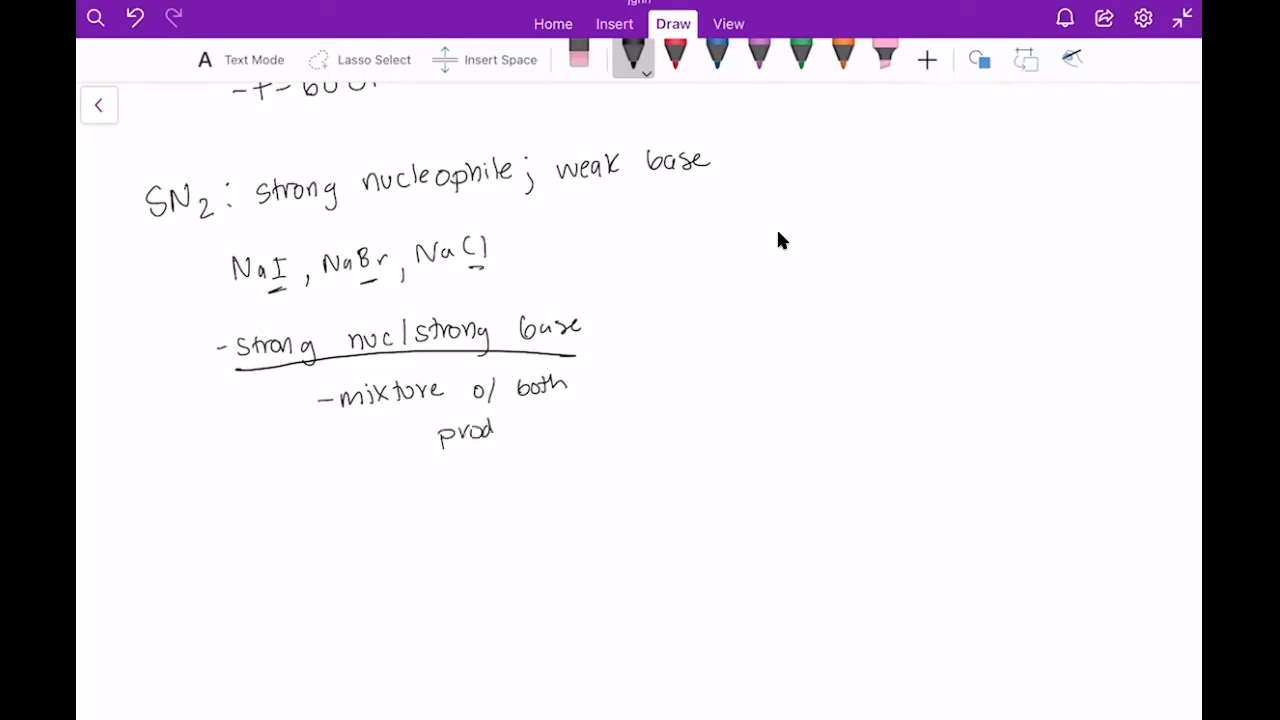 Home Insert Draw View
A Text Mode Lasso Select Insert Space
SN2: strong nucleophile; weak base
NaI, NaBr, NaCl
- strong nuc/strong base
- mixture o/ both
prod